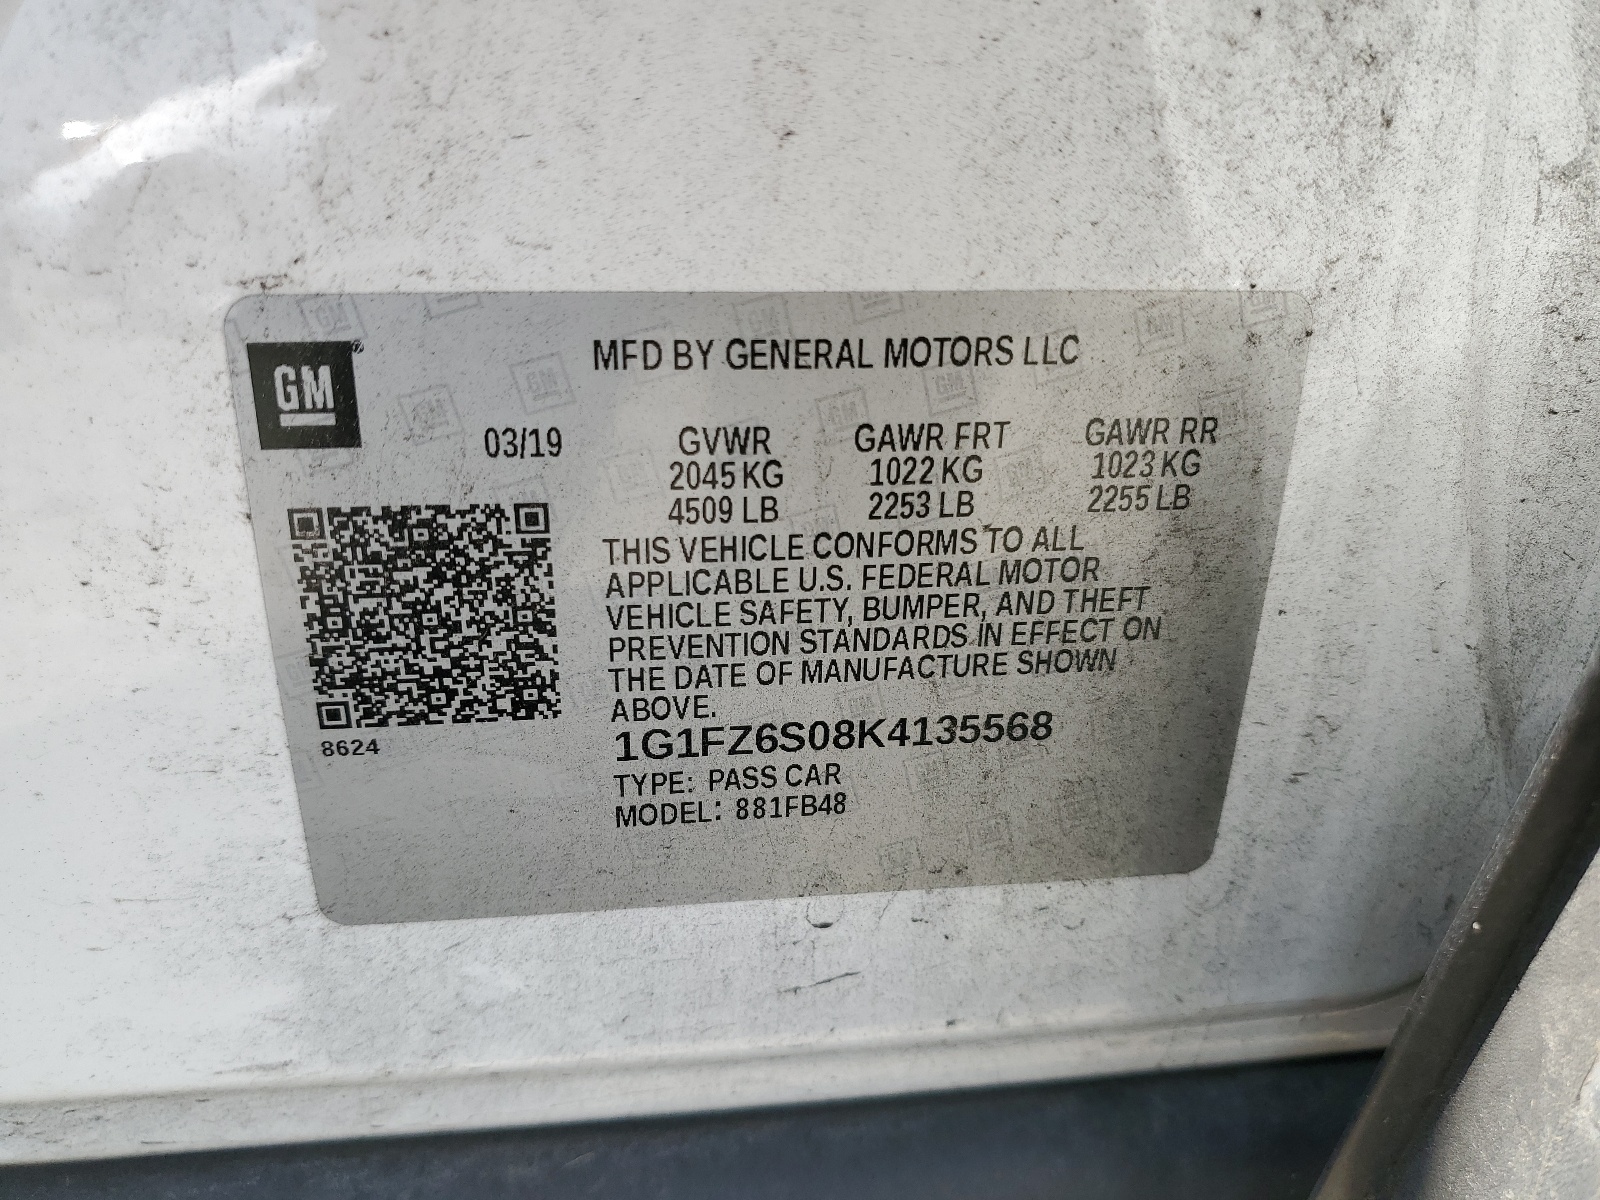 MFD BY GENERAL MOTORS LLC
GM
03/19 GVWR GAWR FRT GAWR RR
2045 KG 1022 KG 1023 KG
4509 LB 2253 LB 2255 LB
THIS VEHICLE CONFORMS TO ALL
APPLICABLE U.S. FEDERAL MOTOR
VEHICLE SAFETY, BUMPER, AND THEFT
PREVENTION STANDARDS IN EFFECT ON
THE DATE OF MANUFACTURE SHOWN
ABOVE.
8624
1G1FZ6S08K4135568
TYPE: PASS CAR
MODEL: 881FB48